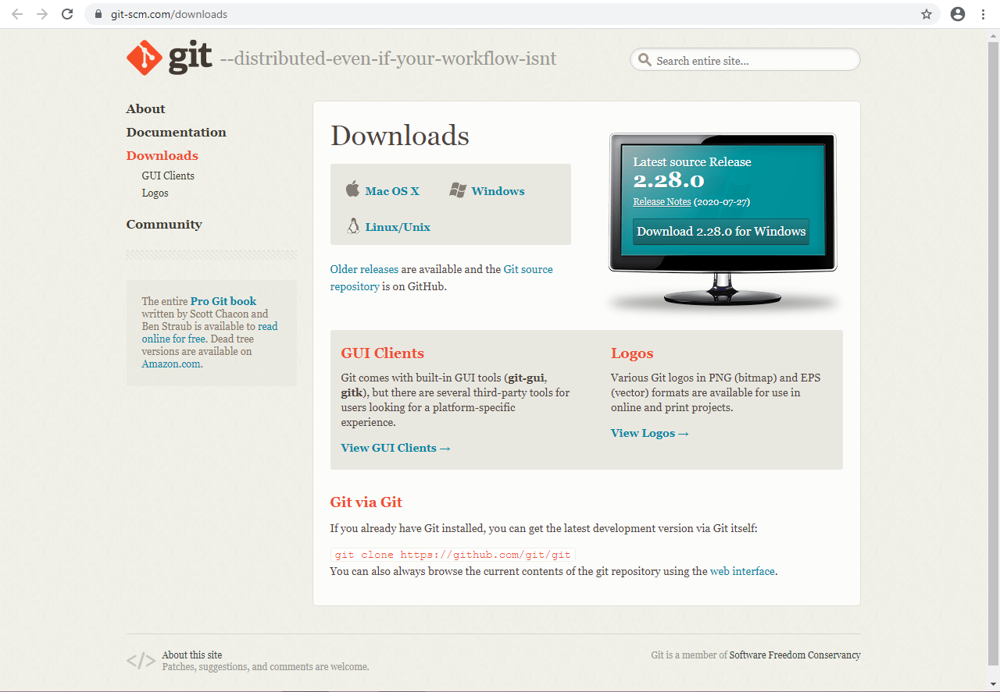 git-scm.com/downloads
git --distributed-even-if-your-workflow-isnt
Search entire site...
About
Documentation
Downloads
GUI Clients
Logos
Community
The entire Pro Git book
written by Scott Chacon and
Ben Straub is available to read
online for free. Dead tree
versions are available on
Amazon.com.
Downloads
Mac OS X
Windows
Linux/Unix
Older releases are available and the Git source
repository is on GitHub.
Latest source Release
2.28.0
Release Notes (2020-07-27)
Download 2.28.0 for Windows
GUI Clients
Git comes with built-in GUI tools (git-gui,
gitk), but there are several third-party tools for
users looking for a platform-specific
experience.
View GUI Clients →
Logos
Various Git logos in PNG (bitmap) and EPS
(vector) formats are available for use in
online and print projects.
View Logos →
Git via Git
If you already have Git installed, you can get the latest development version via Git itself:
git clone https://github.com/git/git
You can also always browse the current contents of the git repository using the web interface.
</> About this site
Patches, suggestions, and comments are welcome.
Git is a member of Software Freedom Conservancy